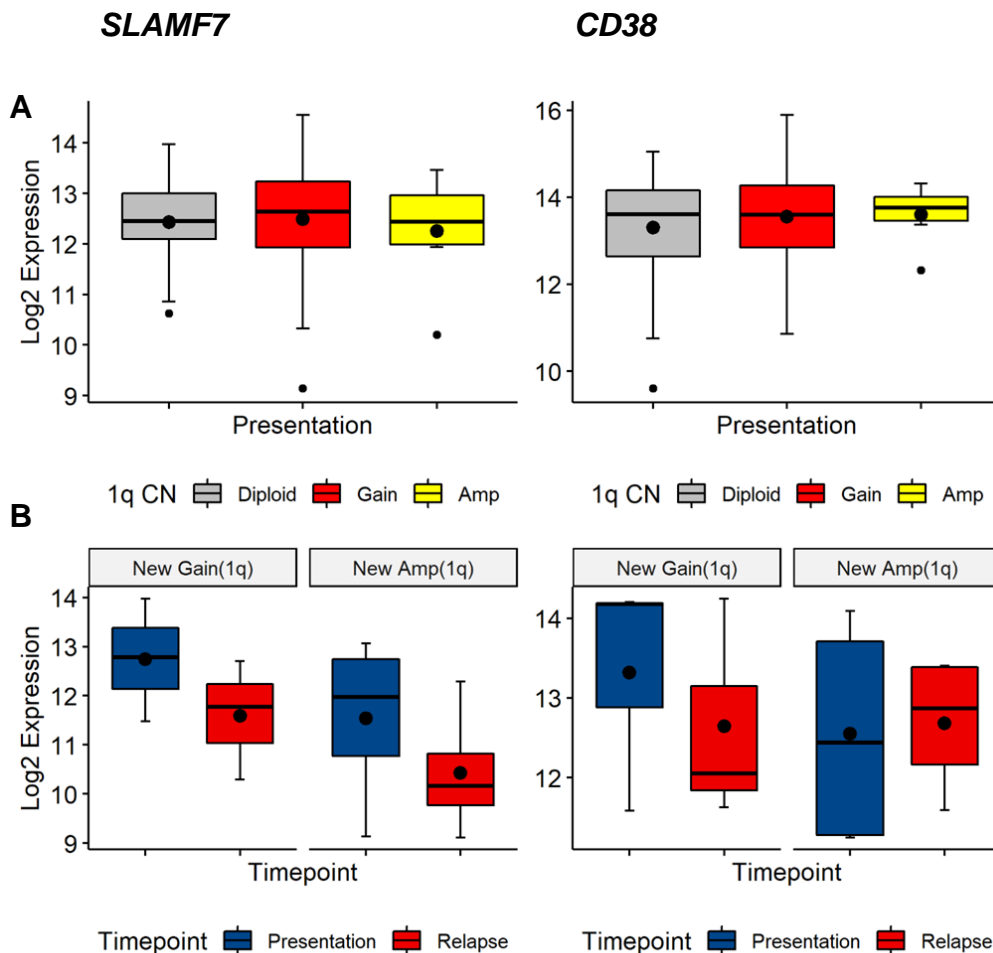 SLAMF7 CD38
A
Log2 Expression
14
13
12
11
10
9
Presentation
16
14
12
10
Presentation
1q CN Diploid Gain Amp
1q CN Diploid Gain Amp
B
New Gain(1q) New Amp(1q)
New Gain(1q) New Amp(1q)
Log2 Expression
14
13
12
11
10
9
Timepoint
14
13
12
Timepoint
Timepoint Presentation Relapse
Timepoint Presentation Relapse